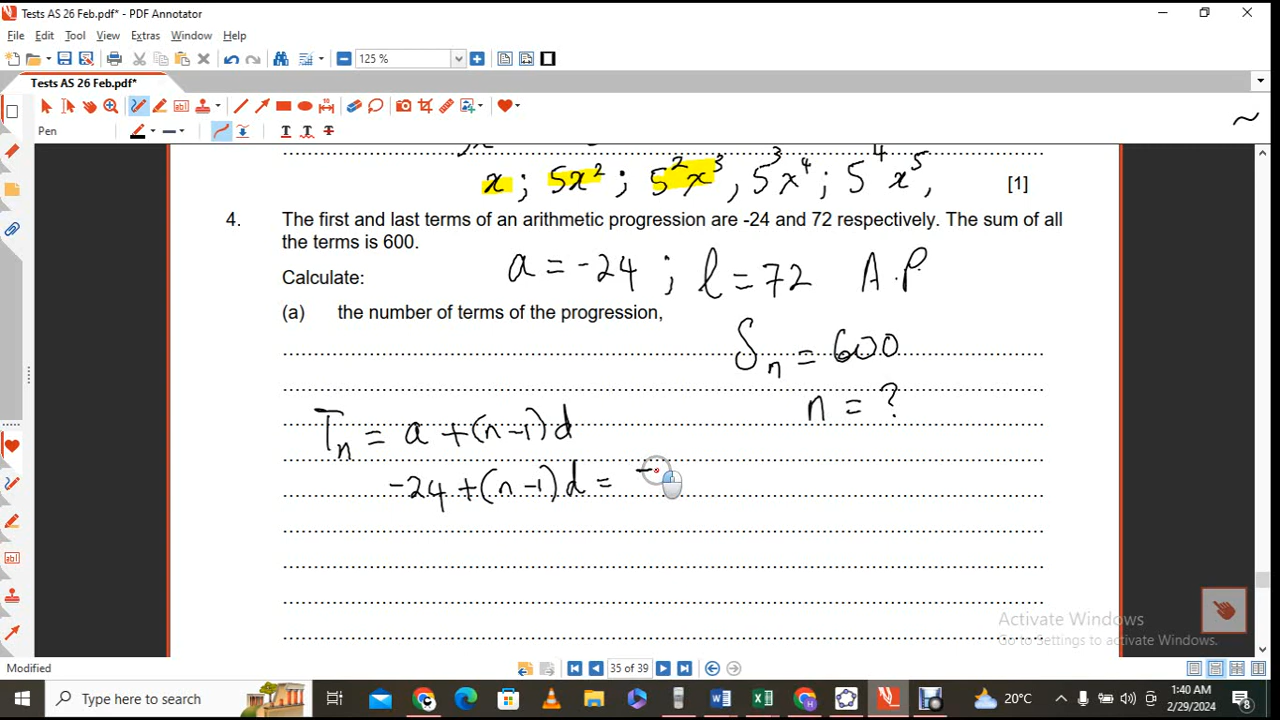 Tests AS 26 Feb.pdf* - PDF Annotator
File Edit Tool View Extras Window Help
125 %
Tests AS 26 Feb.pdf*
Pen
x ; 5x² ; 5²x³ , 5³x⁴ ; 5⁴x⁵ ,
[1]
4. The first and last terms of an arithmetic progression are -24 and 72 respectively. The sum of all
the terms is 600.
a = -24 ; l = 72 A.P
Calculate:
(a) the number of terms of the progression,
Sₙ = 600
n = ?
Tₙ = a + (n-1)d
-24 + (n-1)d =
Activate Windows
Go to Settings to activate Windows.
Modified
35 of 39
Type here to search
20°C
1:40 AM
2/29/2024
8